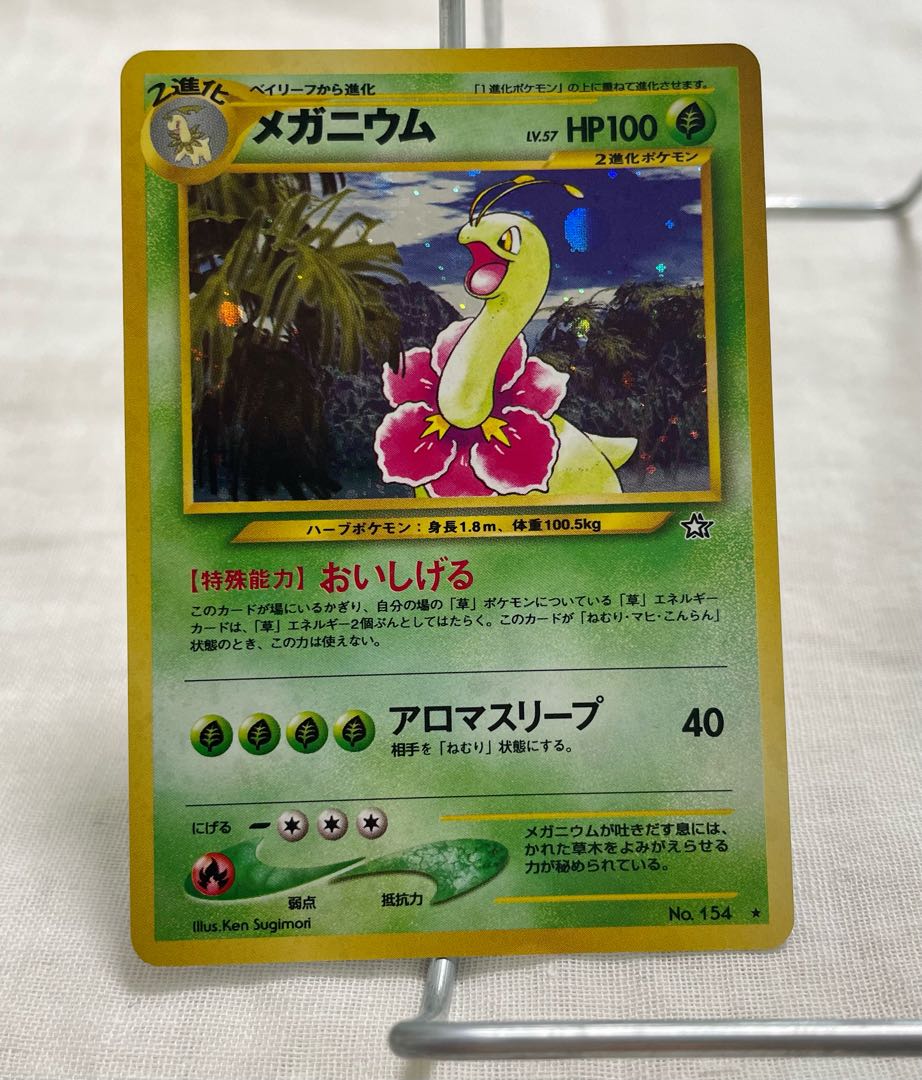 2進化
ベイリーフから進化
「1進化ポケモン」の上に重ねて進化させます。
メガニウム
LV.57 HP100
2進化ポケモン
ハーブポケモン:身長1.8m、体重100.5kg
【特殊能力】おいしげる
このカードが場にいるかぎり、自分の場の「草」ポケモンについている「草」エネルギー
カードは、「草」エネルギー2個ぶんとしてはたらく。このカードが「ねむり・マヒ・こんらん」
状態のとき、この力は使えない。
アロマスリープ 40
相手を「ねむり」状態にする。
にげる
弱点
抵抗力
メガニウムが吐きだす息には、
かれた草木をよみがえらせる
力が秘められている。
Illus.Ken Sugimori
No. 154 ★